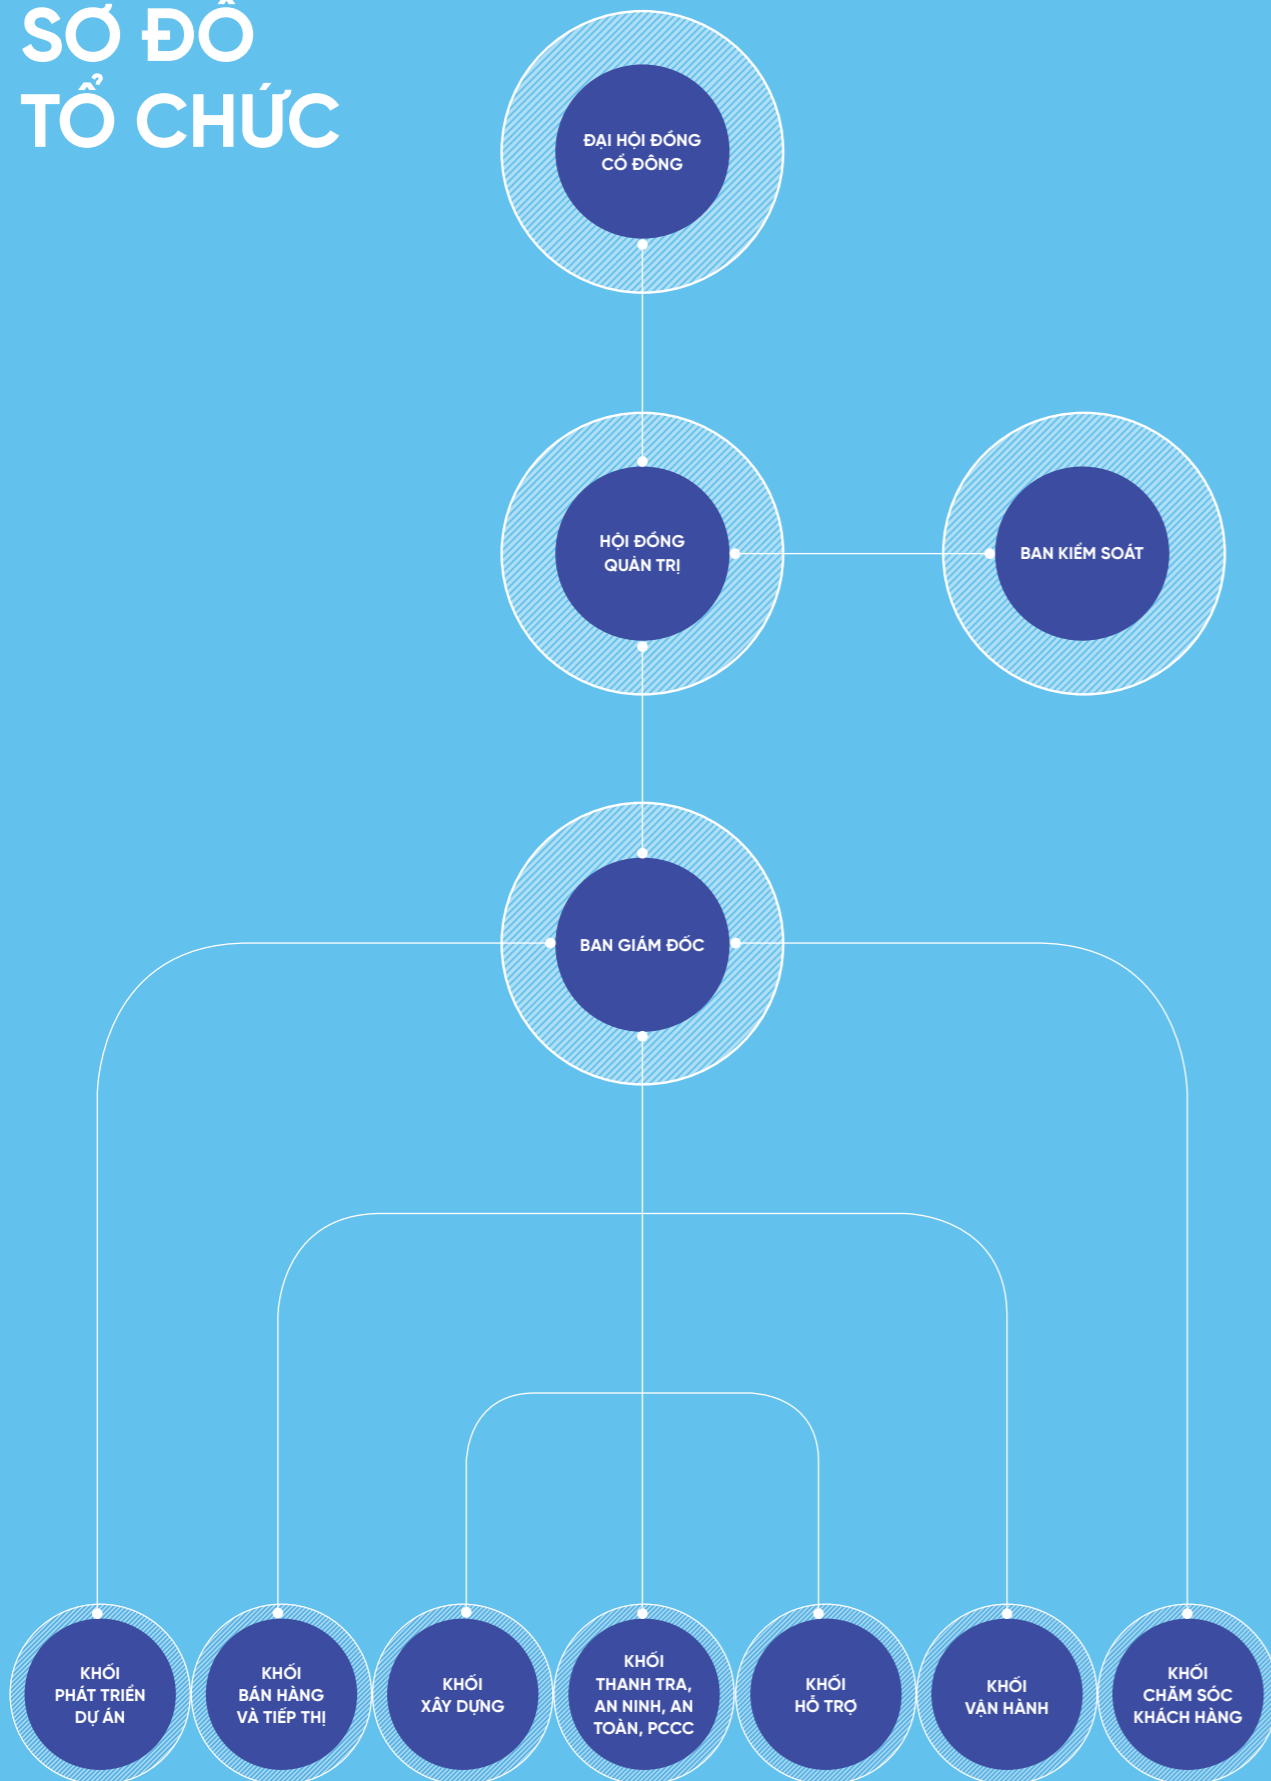 SƠ ĐỒ
TỔ CHỨC
ĐẠI HỘI ĐỒNG
CỔ ĐÔNG
HỘI ĐỒNG
QUẢN TRỊ
BAN KIỂM SOÁT
BAN GIÁM ĐỐC
KHỐI
PHÁT TRIỂN
DỰ ÁN
KHỐI
BÁN HÀNG
VÀ TIẾP THỊ
KHỐI
XÂY DỰNG
KHỐI
THANH TRA,
AN NINH, AN
TOÀN, PCCC
KHỐI
HỖ TRỢ
KHỐI
VẬN HÀNH
KHỐI
CHĂM SÓC
KHÁCH HÀNG